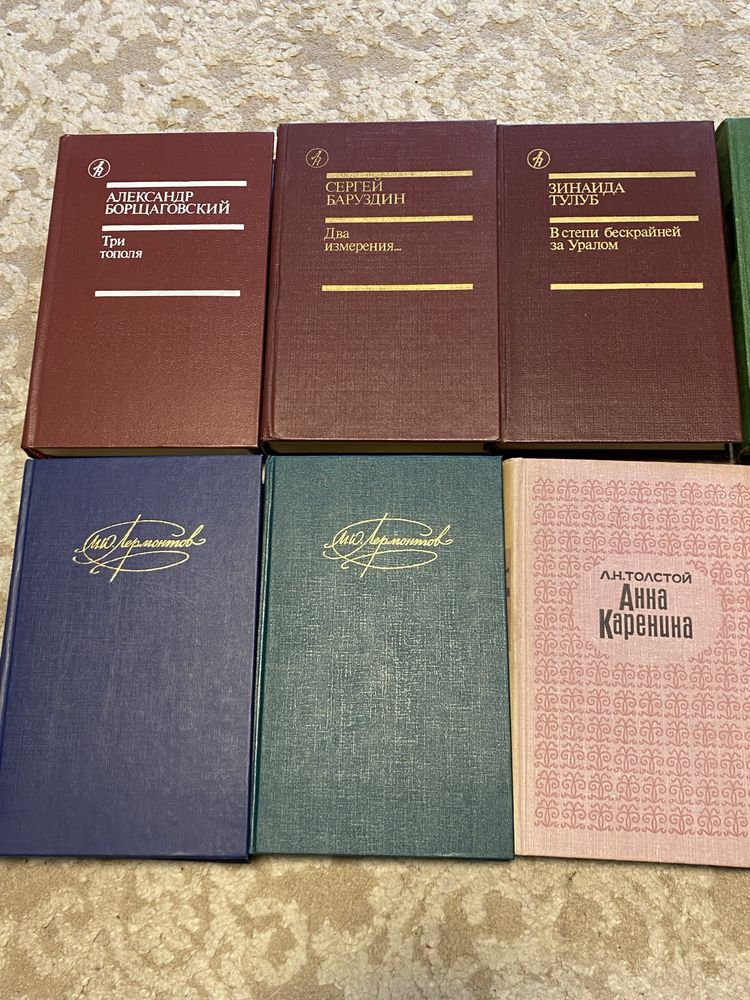 АЛЕКСАНДР
БОРЩАГОВСКИЙ
Три
тополя
СЕРГЕЙ
БАРУЗДИН
Два
измерения...
ЗИНАИДА
ТУЛУБ
В степи бескрайней
за Уралом
М.Ю. Лермонтов
М.Ю. Лермонтов
Л.Н.ТОЛСТОЙ
Анна
Каренина